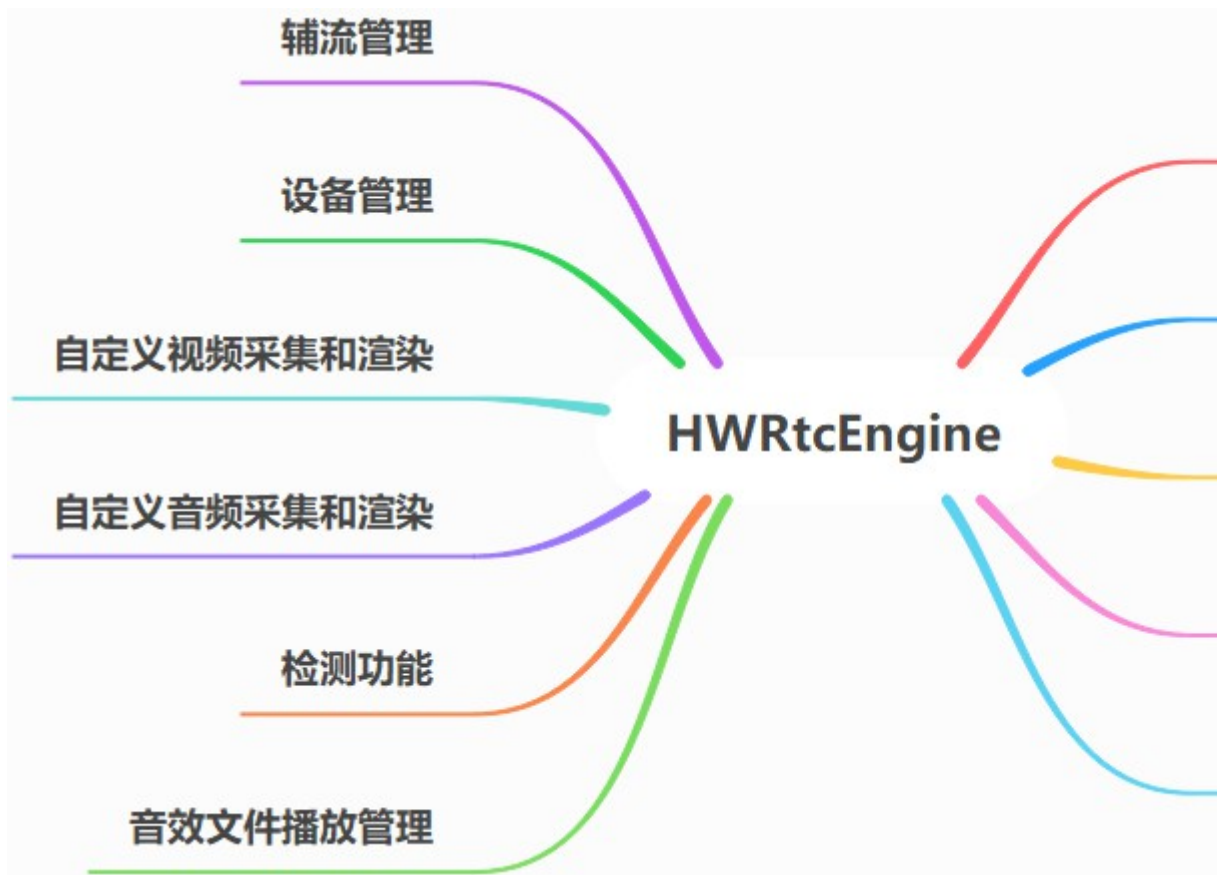 辅流管理
设备管理
自定义视频采集和渲染
HWRtcEngine
自定义音频采集和渲染
检测功能
音效文件播放管理